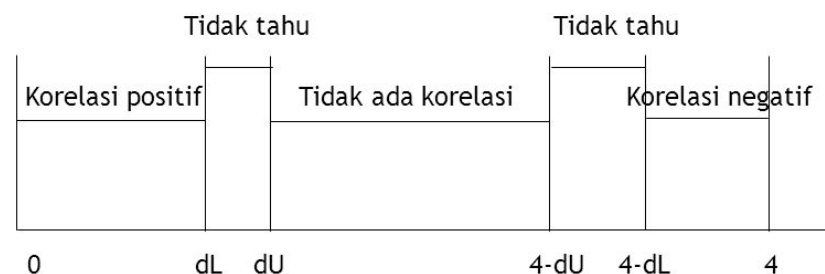 Tidak tahu Tidak tahu
Korelasi positif Tidak ada korelasi Korelasi negatif
0 dL dU 4-dU 4-dL 4